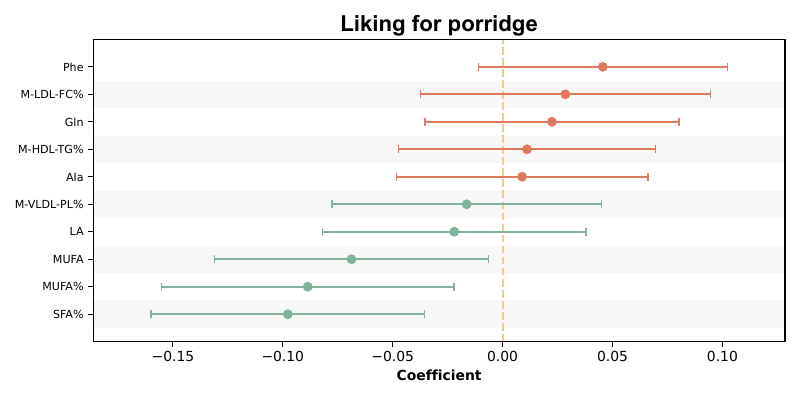 Liking for porridge
Phe
M-LDL-FC%
Gln
M-HDL-TG%
Ala
M-VLDL-PL%
LA
MUFA
MUFA%
SFA%
−0.15 −0.10 −0.05 0.00 0.05 0.10
Coefficient